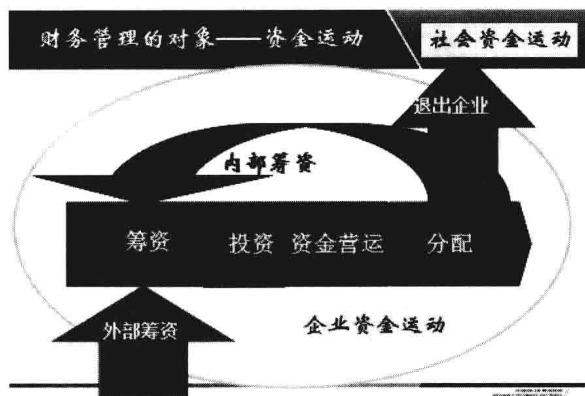 财务管理的对象——资金运动
社会资金运动
退出企业
内部筹资
筹资 投资 资金营运 分配
外部筹资
企业资金运动